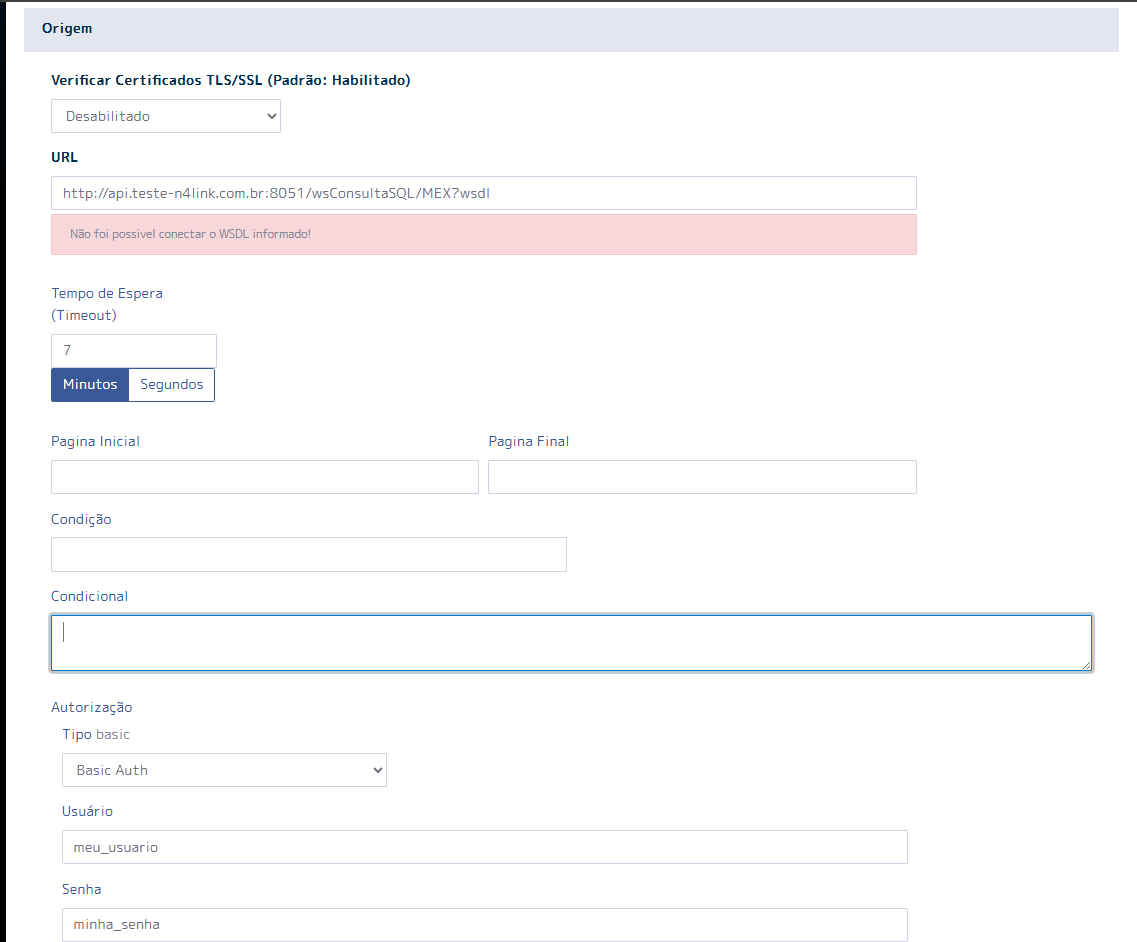 Origem
Verificar Certificados TLS/SSL (Padrão: Habilitado)
Desabilitado
URL
http://api.teste-n4link.com.br:8051/wsConsultaSQL/MEX?wsdl
Não foi possivel conectar o WSDL informado!
Tempo de Espera
(Timeout)
7
Minutos Segundos
Pagina Inicial Pagina Final
Condição
Condicional
Autorização
Tipo basic
Basic Auth
Usuário
meu_usuario
Senha
minha_senha